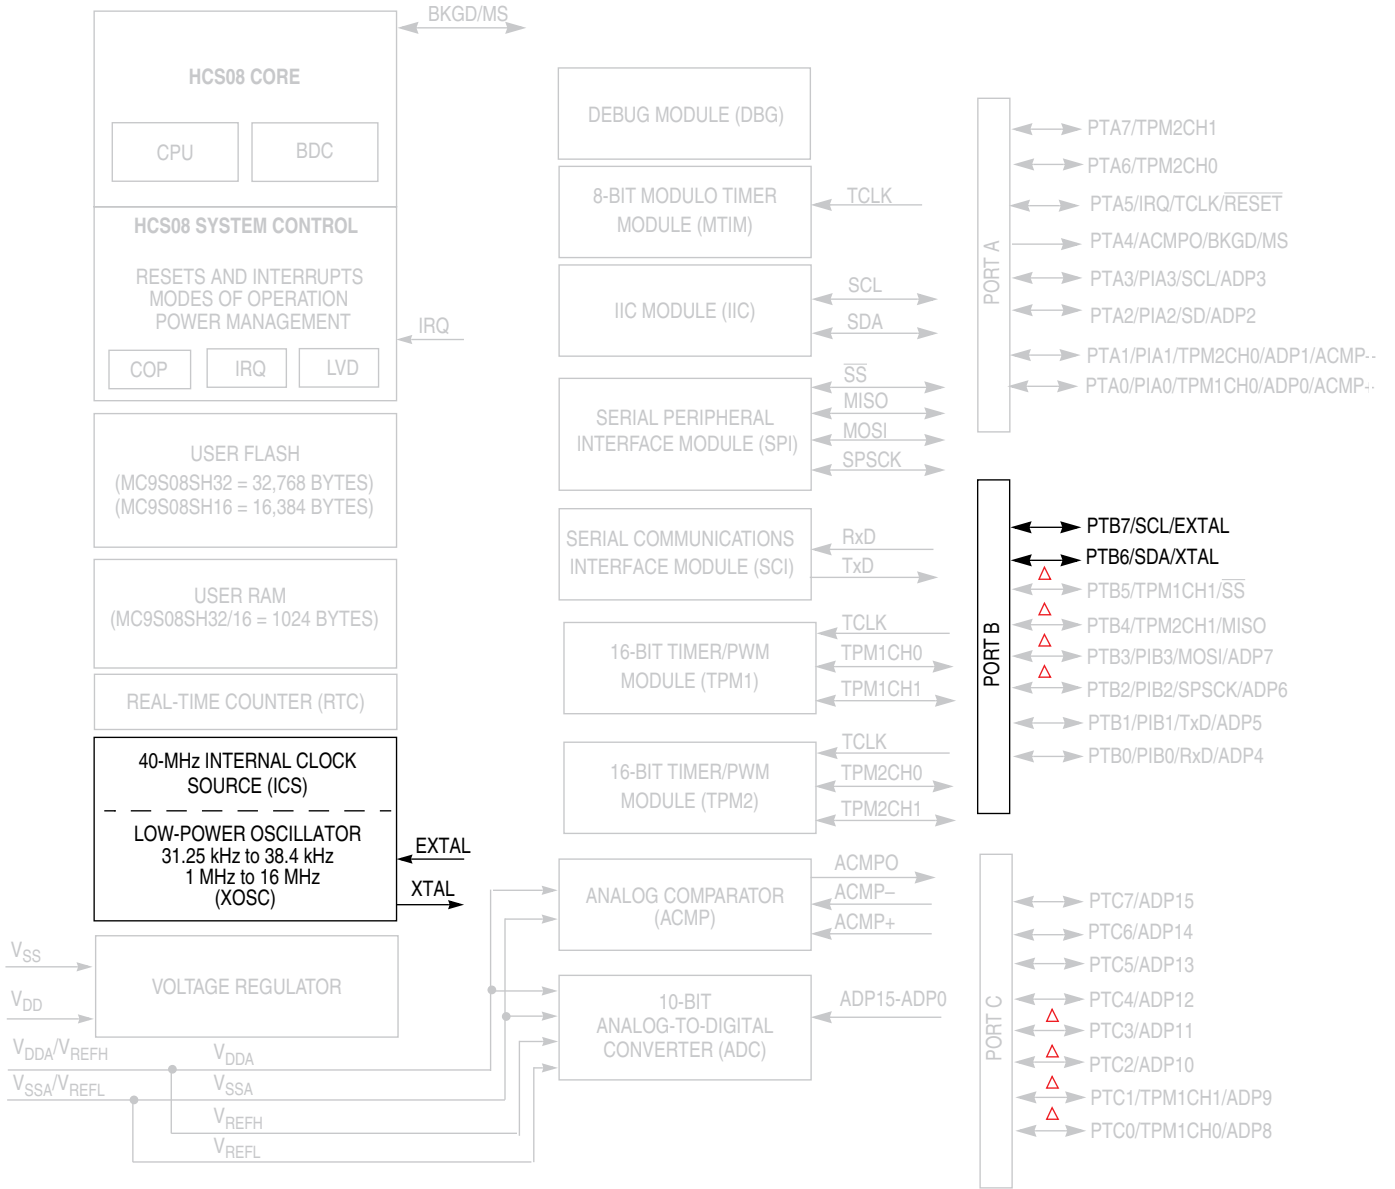 BKGD/MS
HCS08 CORE
CPU
BDC
HCS08 SYSTEM CONTROL
RESETS AND INTERRUPTS
MODES OF OPERATION
POWER MANAGEMENT
COP
IRQ
LVD
IRQ
USER FLASH
(MC9S08SH32 = 32,768 BYTES)
(MC9S08SH16 = 16,384 BYTES)
USER RAM
(MC9S08SH32/16 = 1024 BYTES)
REAL-TIME COUNTER (RTC)
40-MHz INTERNAL CLOCK
SOURCE (ICS)
LOW-POWER OSCILLATOR
31.25 kHz to 38.4 kHz
1 MHz to 16 MHz
(XOSC)
EXTAL
XTAL
VSS
VDD
VOLTAGE REGULATOR
VDDA/VREFH
VDDA
VSSA/VREFL
VSSA
VREFH
VREFL
DEBUG MODULE (DBG)
8-BIT MODULO TIMER
MODULE (MTIM)
TCLK
IIC MODULE (IIC)
SCL
SDA
SERIAL PERIPHERAL
INTERFACE MODULE (SPI)
SS
MISO
MOSI
SPSCK
SERIAL COMMUNICATIONS
INTERFACE MODULE (SCI)
RxD
TxD
16-BIT TIMER/PWM
MODULE (TPM1)
TCLK
TPM1CH0
TPM1CH1
16-BIT TIMER/PWM
MODULE (TPM2)
TCLK
TPM2CH0
TPM2CH1
ANALOG COMPARATOR
(ACMP)
ACMPO
ACMP–
ACMP+
10-BIT
ANALOG-TO-DIGITAL
CONVERTER (ADC)
ADP15-ADP0
PORT A
PTA7/TPM2CH1
PTA6/TPM2CH0
PTA5/IRQ/TCLK/RESET
PTA4/ACMPO/BKGD/MS
PTA3/PIA3/SCL/ADP3
PTA2/PIA2/SD/ADP2
PTA1/PIA1/TPM2CH0/ADP1/ACMP-
PTA0/PIA0/TPM1CH0/ADP0/ACMP
PORT B
PTB7/SCL/EXTAL
PTB6/SDA/XTAL
PTB5/TPM1CH1/SS
PTB4/TPM2CH1/MISO
PTB3/PIB3/MOSI/ADP7
PTB2/PIB2/SPSCK/ADP6
PTB1/PIB1/TxD/ADP5
PTB0/PIB0/RxD/ADP4
PORT C
PTC7/ADP15
PTC6/ADP14
PTC5/ADP13
PTC4/ADP12
PTC3/ADP11
PTC2/ADP10
PTC1/TPM1CH1/ADP9
PTC0/TPM1CH0/ADP8